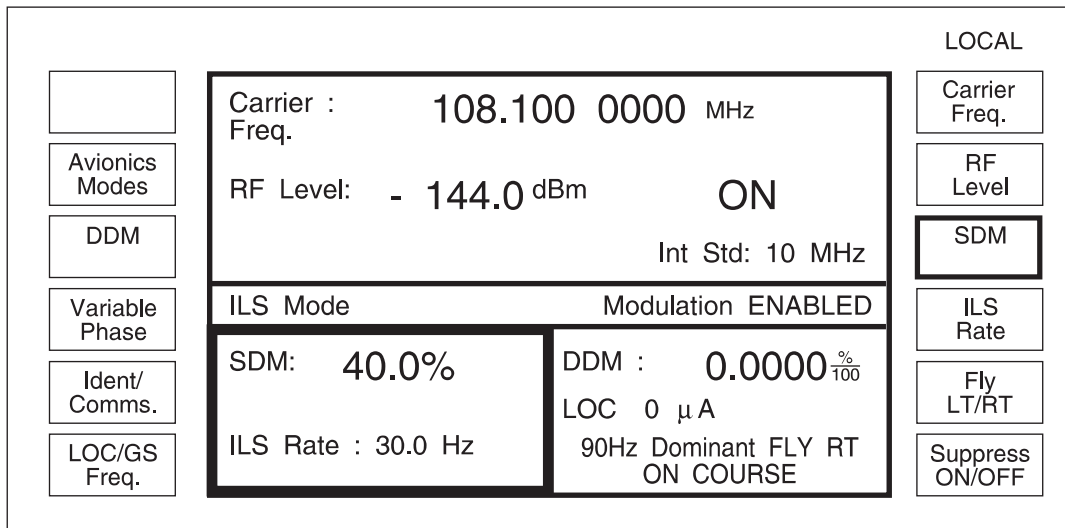 LOCAL
Avionics
Modes
DDM
Variable
Phase
Ident/
Comms.
LOC/GS
Freq.
Carrier :
Freq.
108.100 0000 MHz
RF Level: - 144.0 dBm ON
Int Std: 10 MHz
ILS Mode Modulation ENABLED
SDM: 40.0%
ILS Rate : 30.0 Hz
DDM : 0.0000 %/100
LOC 0 μA
90Hz Dominant FLY RT
ON COURSE
Carrier
Freq.
RF
Level
SDM
ILS
Rate
Fly
LT/RT
Suppress
ON/OFF